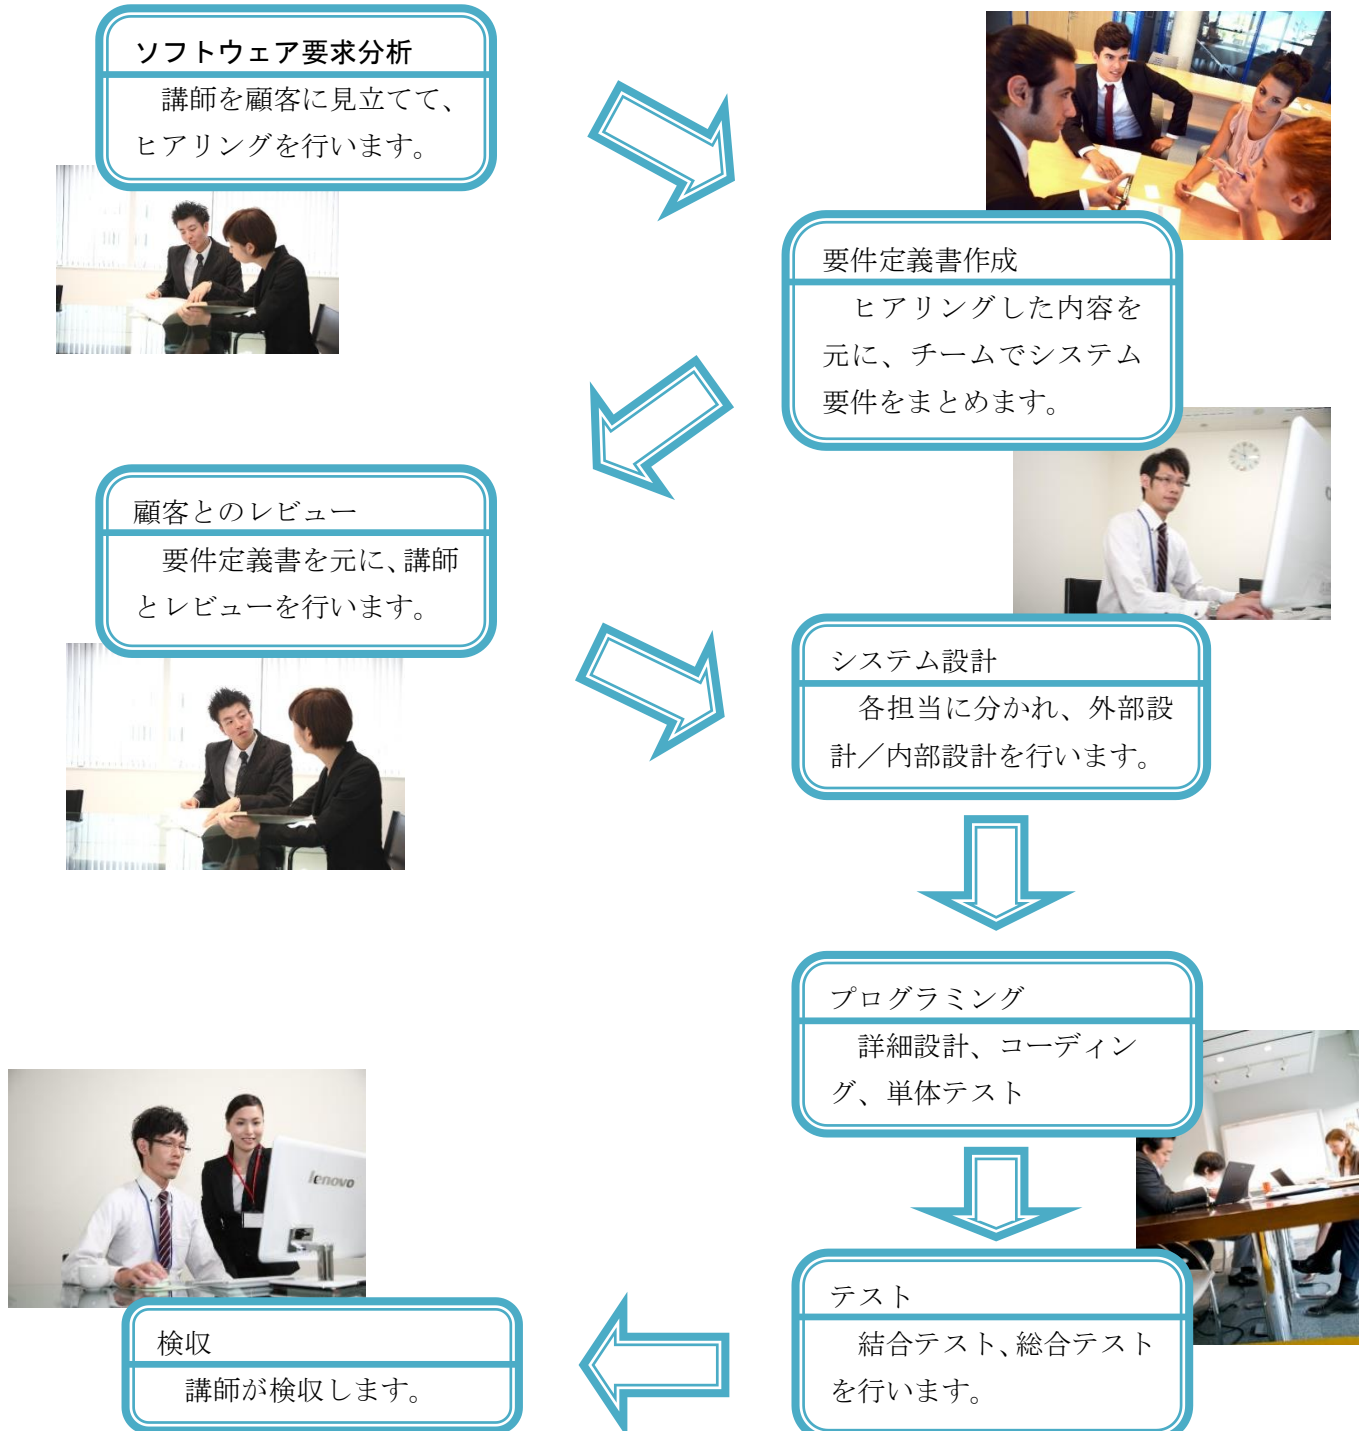 ソフトウェア要求分析
講師を顧客に見立てて、
ヒアリングを行います。
要件定義書作成
ヒアリングした内容を
元に、チームでシステム
要件をまとめます。
顧客とのレビュー
要件定義書を元に、講師
とレビューを行います。
システム設計
各担当に分かれ、外部設
計／内部設計を行います。
プログラミング
詳細設計、コーディン
グ、単体テスト
lenovo
テスト
結合テスト、総合テスト
を行います。
検収
講師が検収します。